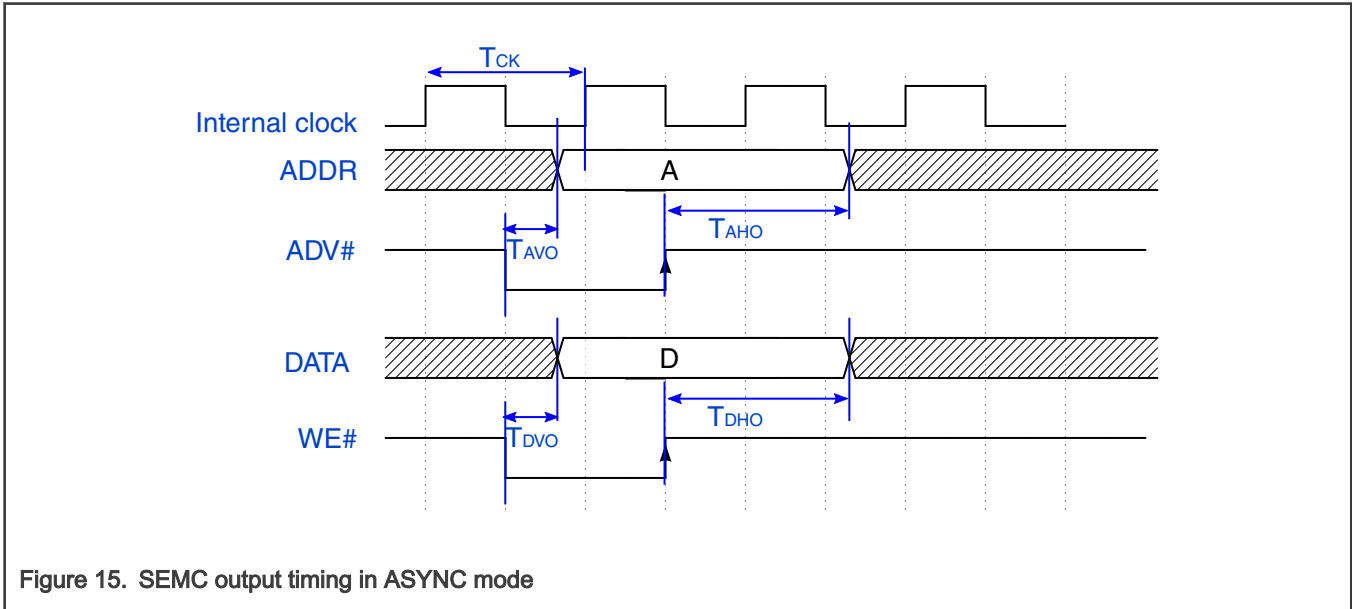 TCK
Internal clock
ADDR
A
TAHO
TAVO
ADV#
DATA
D
TDHO
TDVO
WE#
Figure 15. SEMC output timing in ASYNC mode